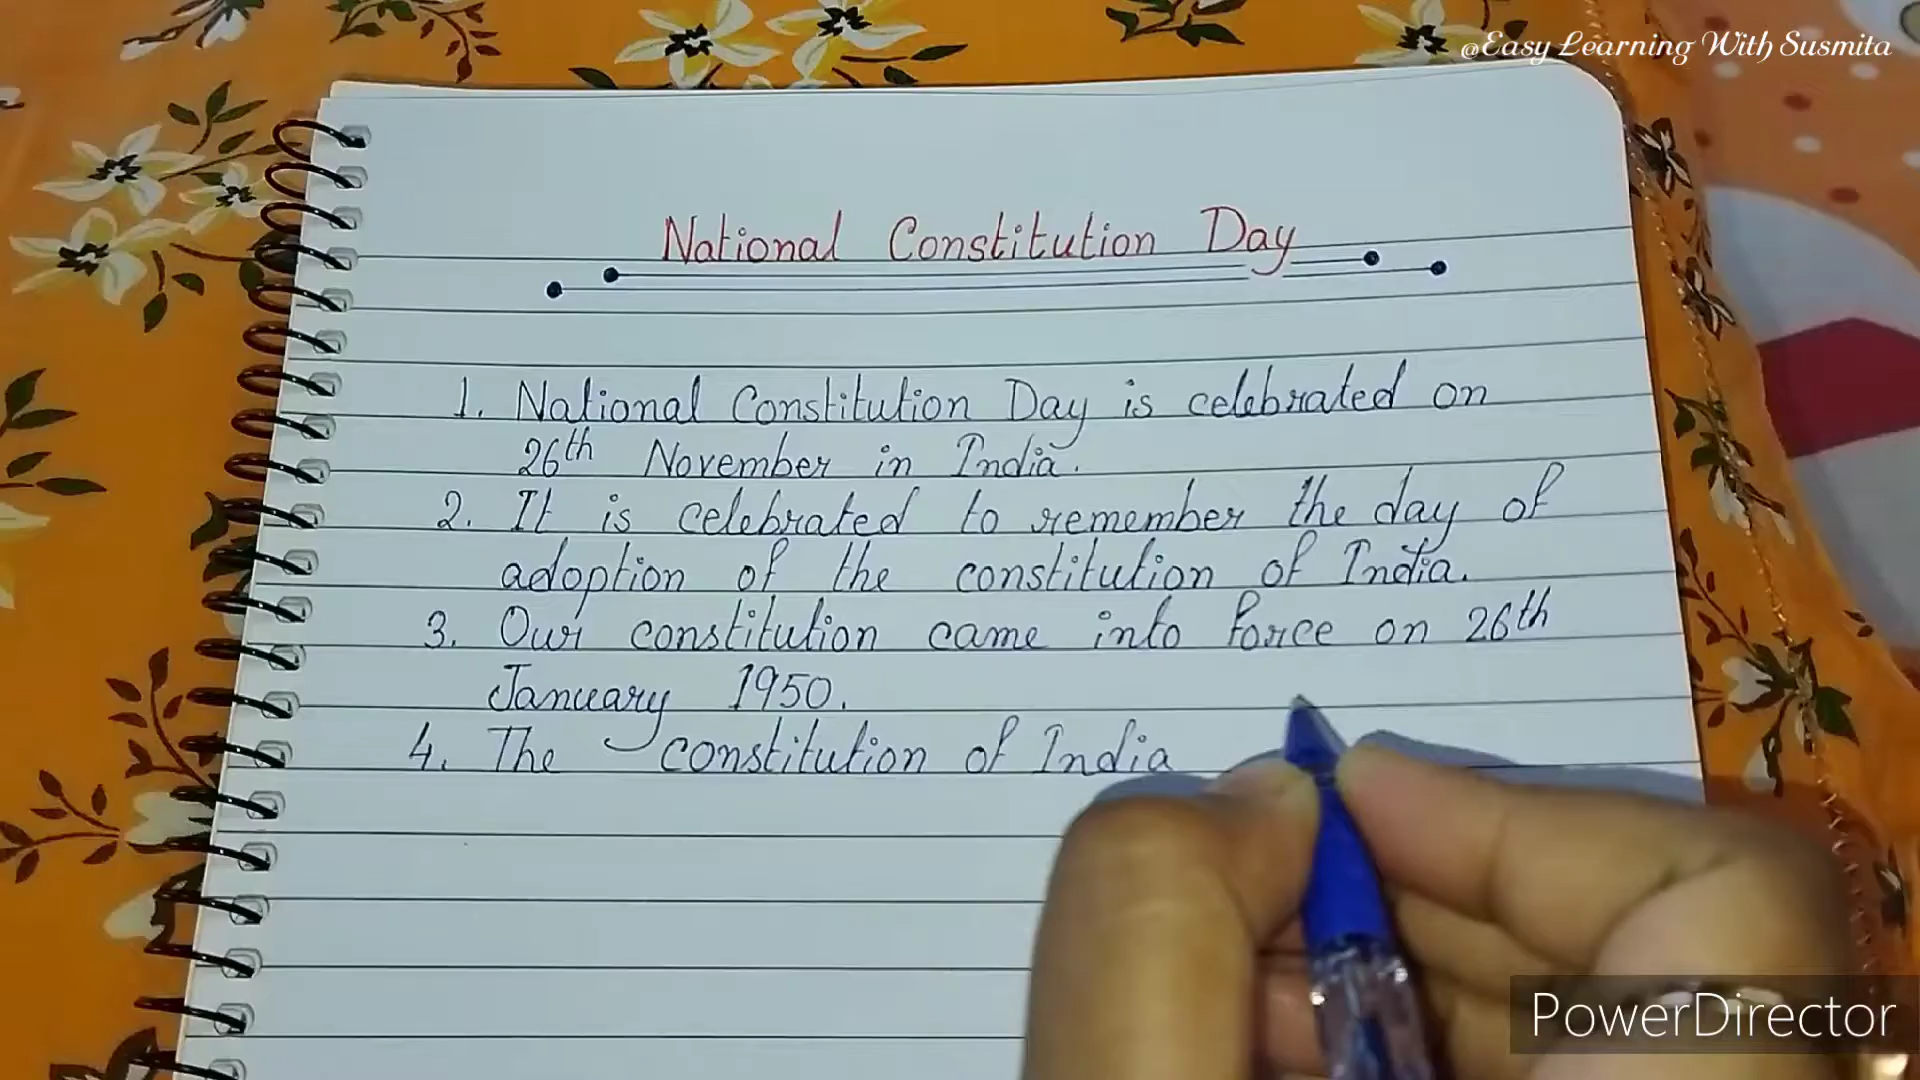 @Easy Learning With Susmita
National Constitution Day
1. National Constitution Day is celebrated on
26th November in India.
2. It is celebrated to remember the day of
adoption of the constitution of India.
3. Our constitution came into force on 26th
January 1950.
4. The constitution of India
PowerDirector